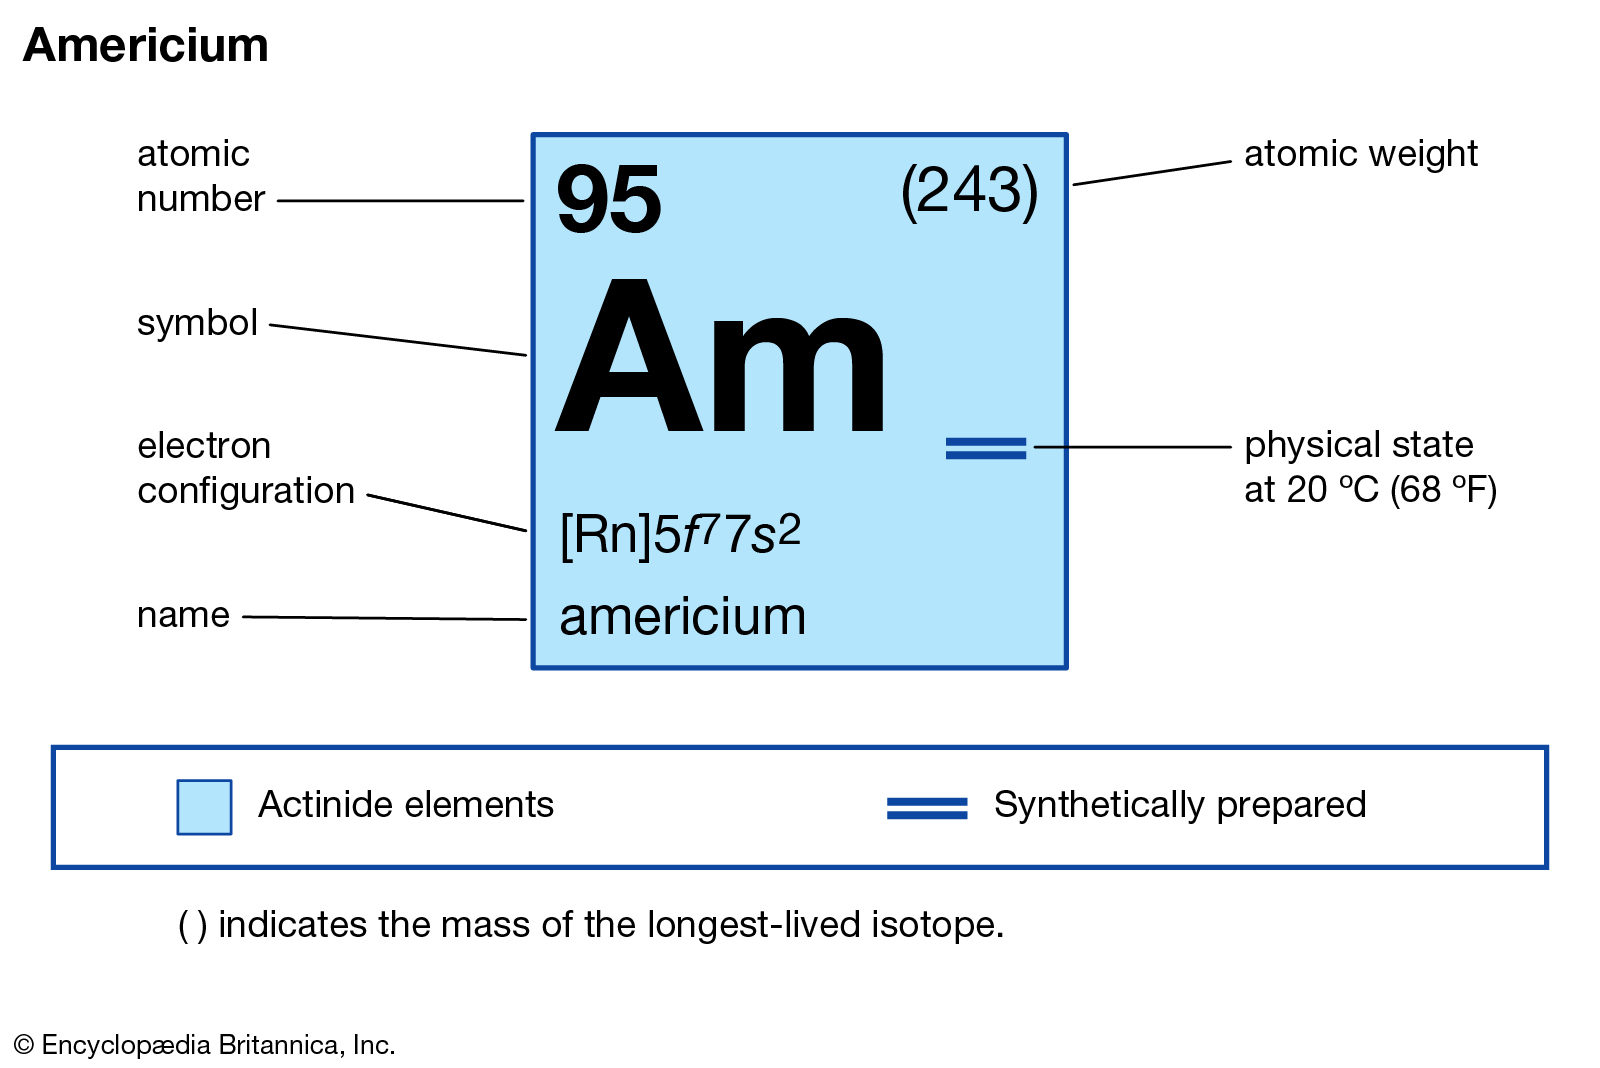 Americium
atomic
number
95
(243)
atomic weight
symbol
Am
electron
configuration
physical state
at 20 ºC (68 ºF)
[Rn]5f⁷7s²
name
americium
Actinide elements
Synthetically prepared
( ) indicates the mass of the longest-lived isotope.
© Encyclopædia Britannica, Inc.